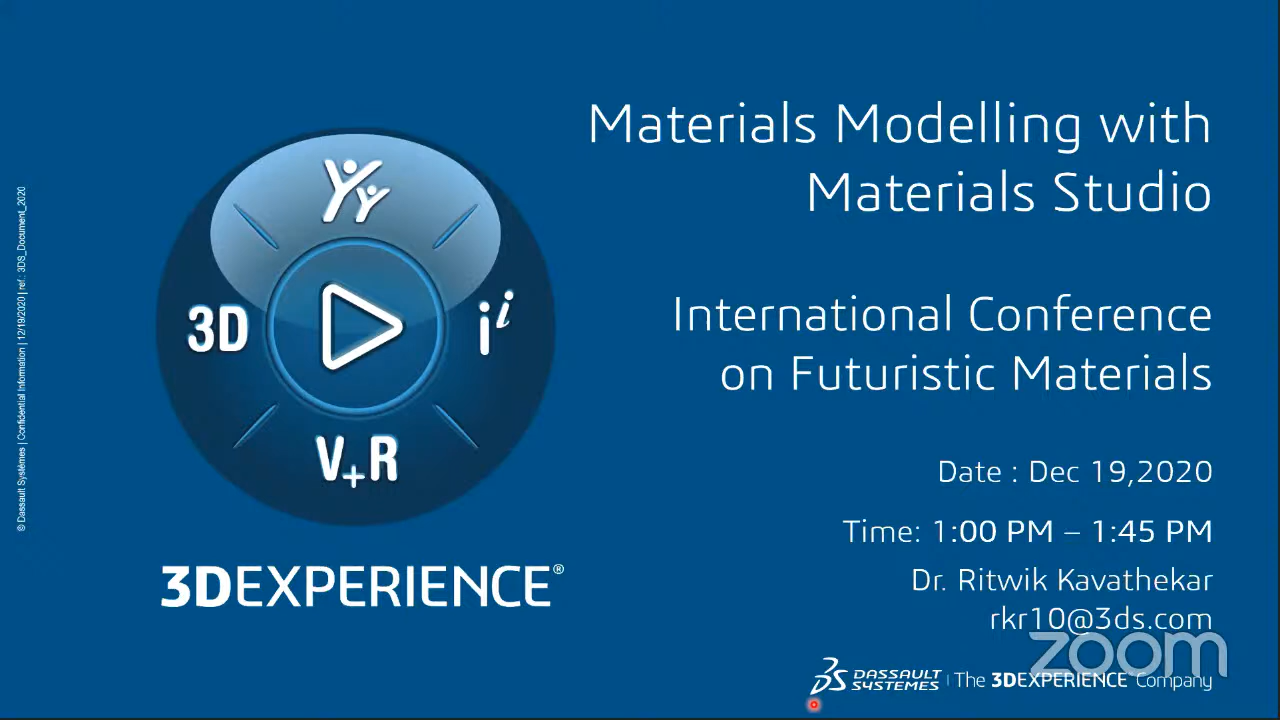 Materials Modelling with
Materials Studio
International Conference
on Futuristic Materials
Date : Dec 19,2020
Time: 1:00 PM – 1:45 PM
Dr. Ritwik Kavathekar
rkr10@3ds.com
zoom
3D
i i
V+R
3DEXPERIENCE®
DASSAULT SYSTEMES | The 3DEXPERIENCE Company
© Dassault Systèmes | Confidential Information | 12/19/2020 | ref.: 3DS_Document_2020